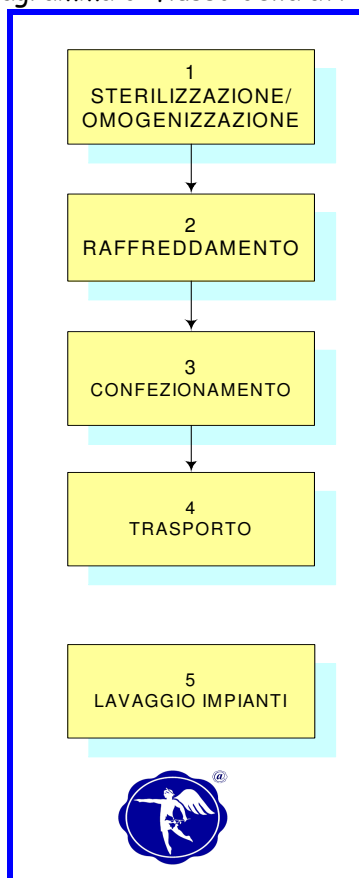 1
STERILIZZAZIONE/
OMOGENIZZAZIONE
2
RAFFREDDAMENTO
3
CONFEZIONAMENTO
4
TRASPORTO
5
LAVAGGIO IMPIANTI
@